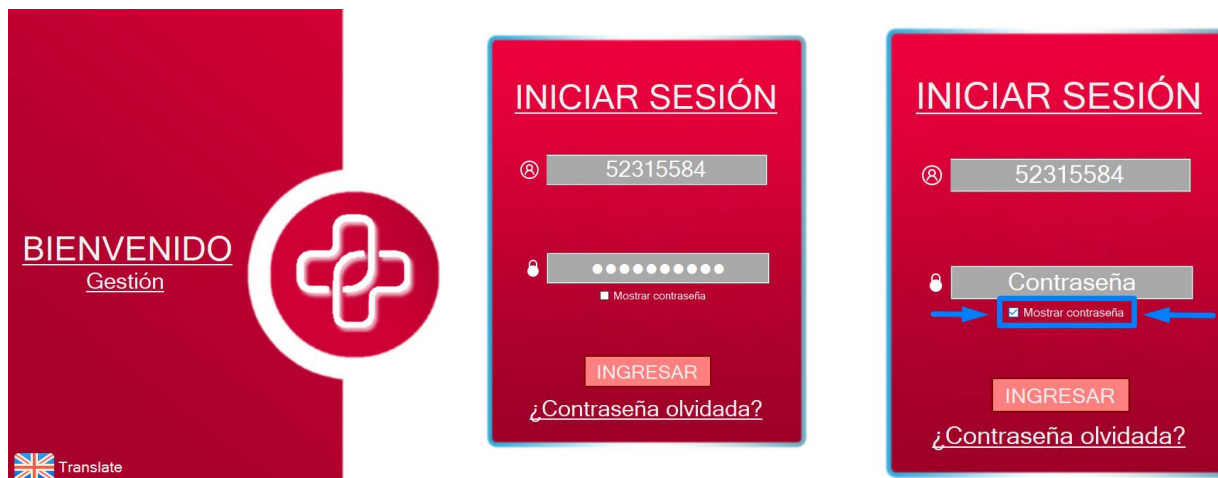 BIENVENIDO
Gestión
Translate
INICIAR SESIÓN
52315584
●●●●●●●●●●
Mostrar contraseña
INGRESAR
¿Contraseña olvidada?
INICIAR SESIÓN
52315584
Contraseña
Mostrar contraseña
INGRESAR
¿Contraseña olvidada?